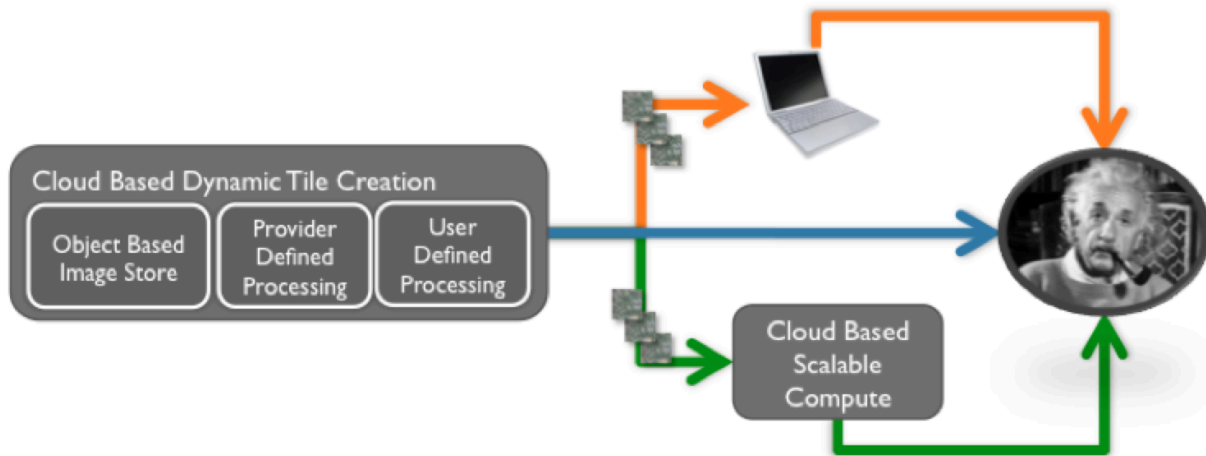 Cloud Based Dynamic Tile Creation
Object Based
Image Store
Provider
Defined
Processing
User
Defined
Processing
Cloud Based
Scalable
Compute